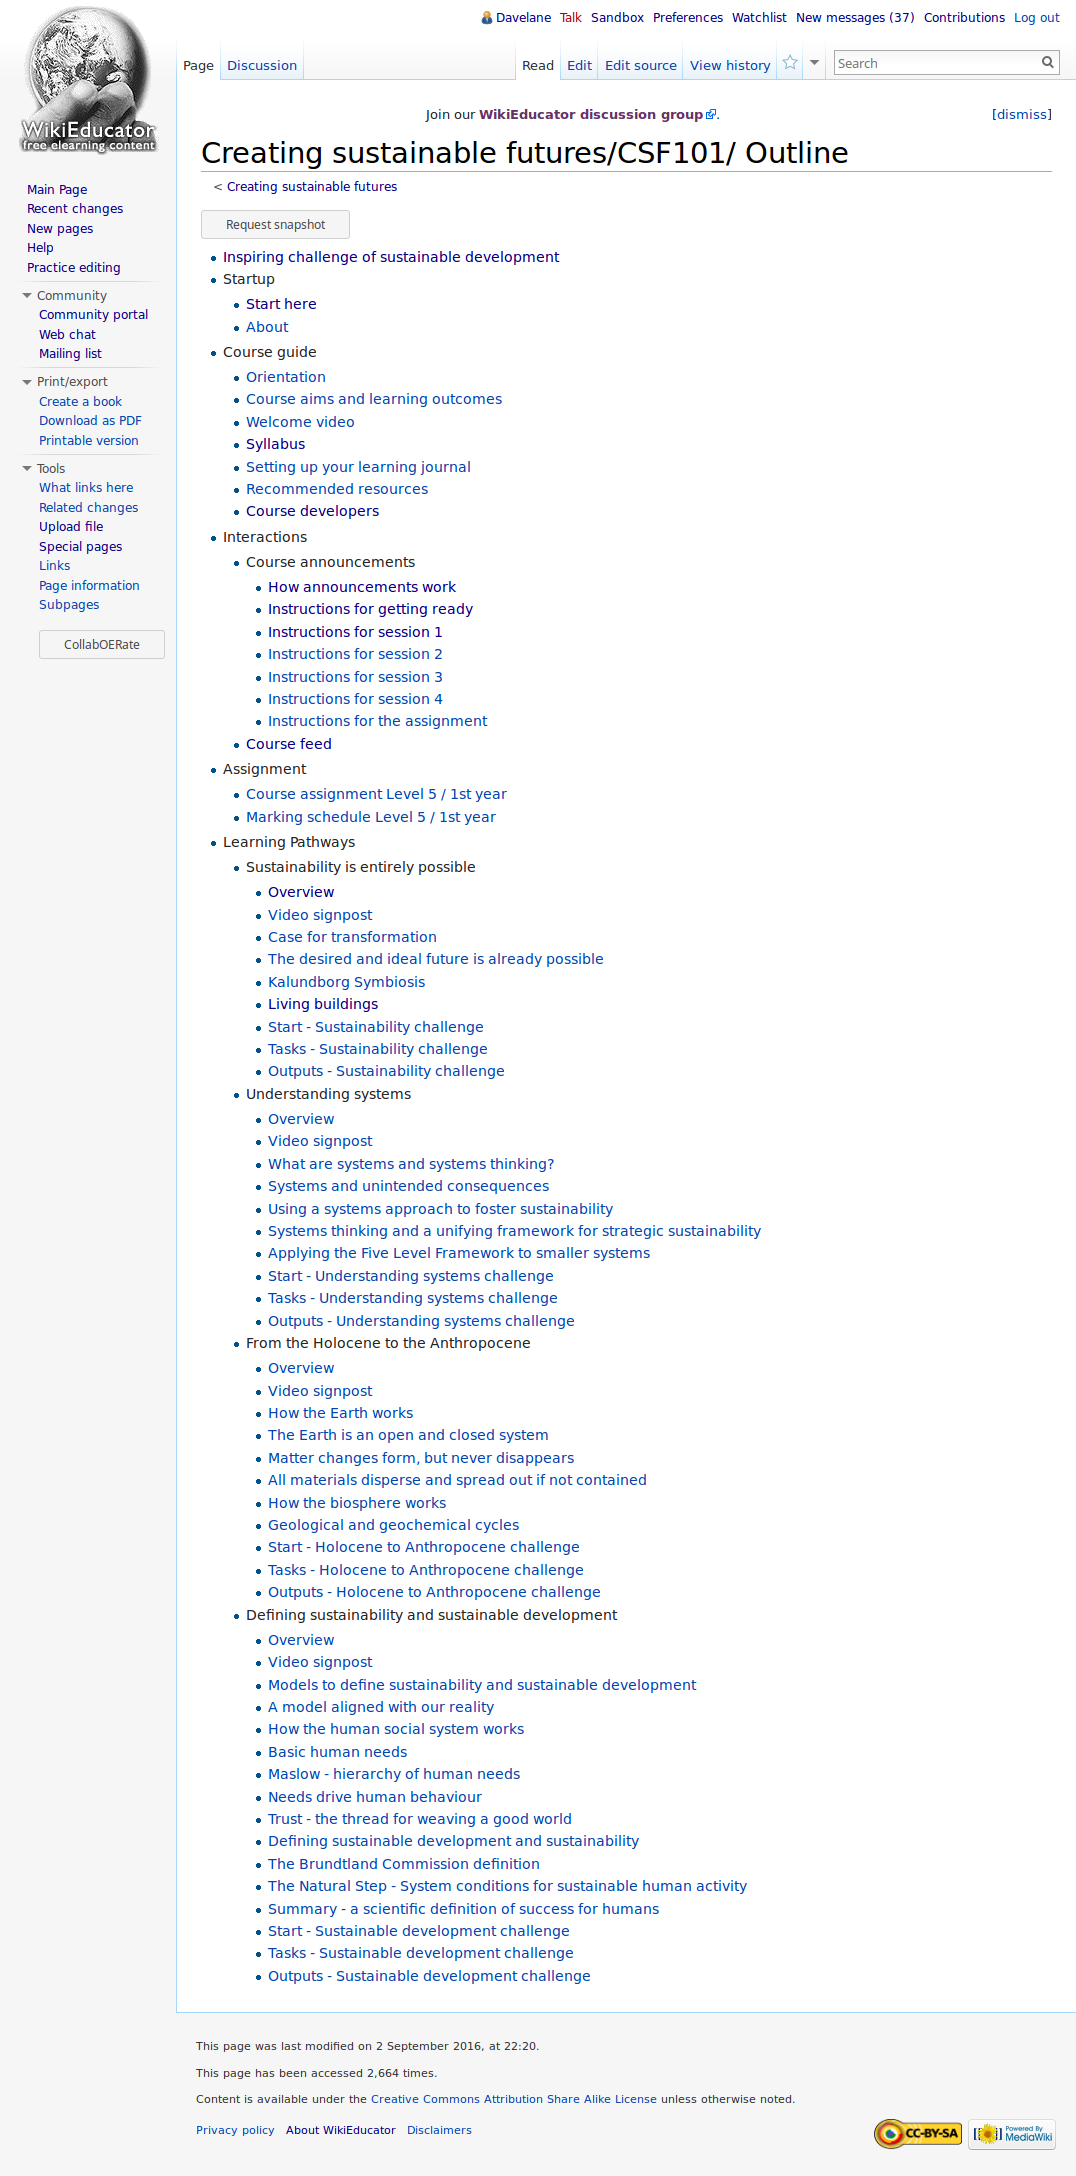 Davelane Talk Sandbox Preferences Watchlist New messages (37) Contributions Log out
Page Discussion Read Edit Edit source View history Search
WikiEducator
free elearning content
Join our WikiEducator discussion group. [dismiss]
Creating sustainable futures/CSF101/ Outline
< Creating sustainable futures
Request snapshot
Main Page
Recent changes
New pages
Help
Practice editing
Community
Community portal
Web chat
Mailing list
Print/export
Create a book
Download as PDF
Printable version
Tools
What links here
Related changes
Upload file
Special pages
Links
Page information
Subpages
CollabOERate
Inspiring challenge of sustainable development
Startup
Start here
About
Course guide
Orientation
Course aims and learning outcomes
Welcome video
Syllabus
Setting up your learning journal
Recommended resources
Course developers
Interactions
Course announcements
How announcements work
Instructions for getting ready
Instructions for session 1
Instructions for session 2
Instructions for session 3
Instructions for session 4
Instructions for the assignment
Course feed
Assignment
Course assignment Level 5 / 1st year
Marking schedule Level 5 / 1st year
Learning Pathways
Sustainability is entirely possible
Overview
Video signpost
Case for transformation
The desired and ideal future is already possible
Kalundborg Symbiosis
Living buildings
Start - Sustainability challenge
Tasks - Sustainability challenge
Outputs - Sustainability challenge
Understanding systems
Overview
Video signpost
What are systems and systems thinking?
Systems and unintended consequences
Using a systems approach to foster sustainability
Systems thinking and a unifying framework for strategic sustainability
Applying the Five Level Framework to smaller systems
Start - Understanding systems challenge
Tasks - Understanding systems challenge
Outputs - Understanding systems challenge
From the Holocene to the Anthropocene
Overview
Video signpost
How the Earth works
The Earth is an open and closed system
Matter changes form, but never disappears
All materials disperse and spread out if not contained
How the biosphere works
Geological and geochemical cycles
Start - Holocene to Anthropocene challenge
Tasks - Holocene to Anthropocene challenge
Outputs - Holocene to Anthropocene challenge
Defining sustainability and sustainable development
Overview
Video signpost
Models to define sustainability and sustainable development
A model aligned with our reality
How the human social system works
Basic human needs
Maslow - hierarchy of human needs
Needs drive human behaviour
Trust - the thread for weaving a good world
Defining sustainable development and sustainability
The Brundtland Commission definition
The Natural Step - System conditions for sustainable human activity
Summary - a scientific definition of success for humans
Start - Sustainable development challenge
Tasks - Sustainable development challenge
Outputs - Sustainable development challenge
This page was last modified on 2 September 2016, at 22:20.
This page has been accessed 2,664 times.
Content is available under the Creative Commons Attribution Share Alike License unless otherwise noted.
Privacy policy About WikiEducator Disclaimers
CC-BY-SA
Powered By
MediaWiki